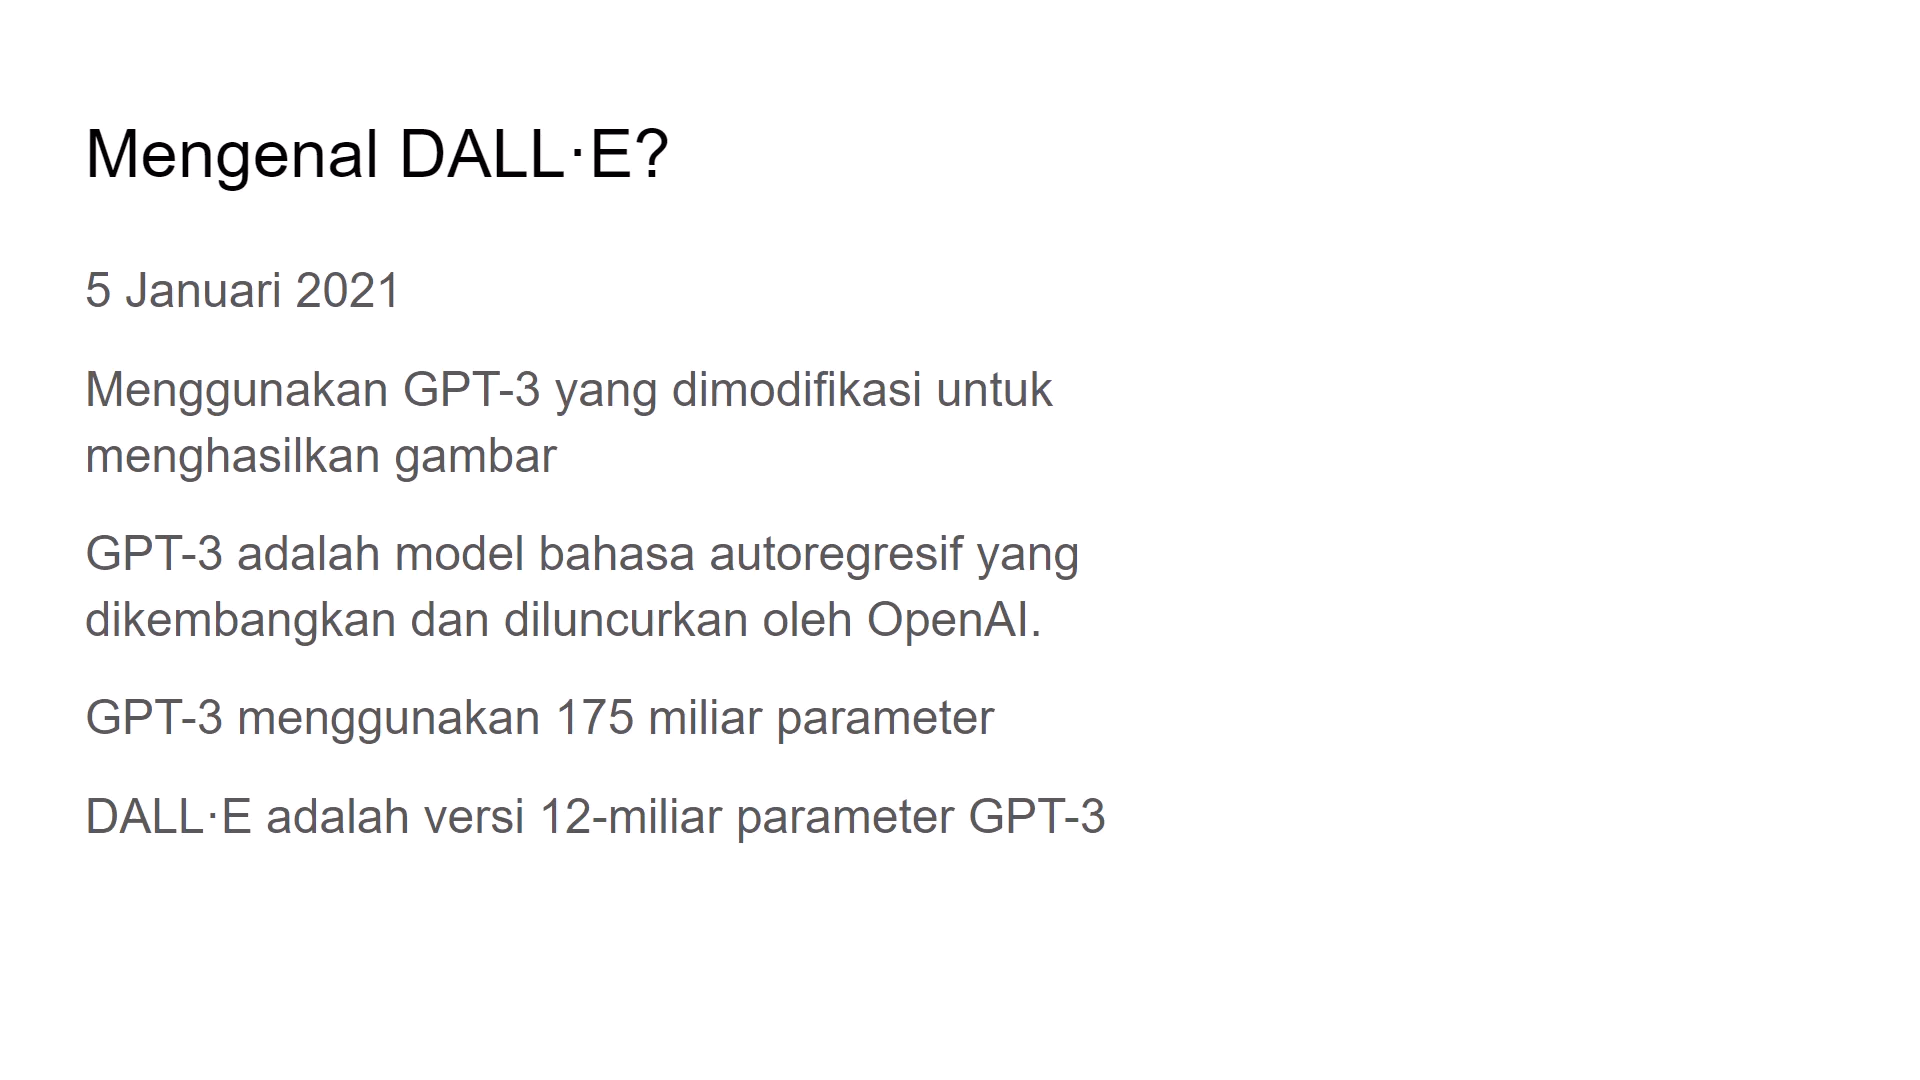 Mengenal DALL·E?
5 Januari 2021
Menggunakan GPT-3 yang dimodifikasi untuk
menghasilkan gambar
GPT-3 adalah model bahasa autoregresif yang
dikembangkan dan diluncurkan oleh OpenAI.
GPT-3 menggunakan 175 miliar parameter
DALL·E adalah versi 12-miliar parameter GPT-3